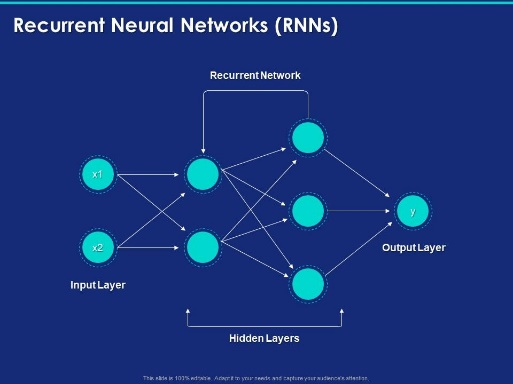 Recurrent Neural Networks (RNNs)
Recurrent Network
x1
x2
y
Output Layer
Input Layer
Hidden Layers
This slide is 100% editable. Adapt it to your needs and capture your audience's attention.